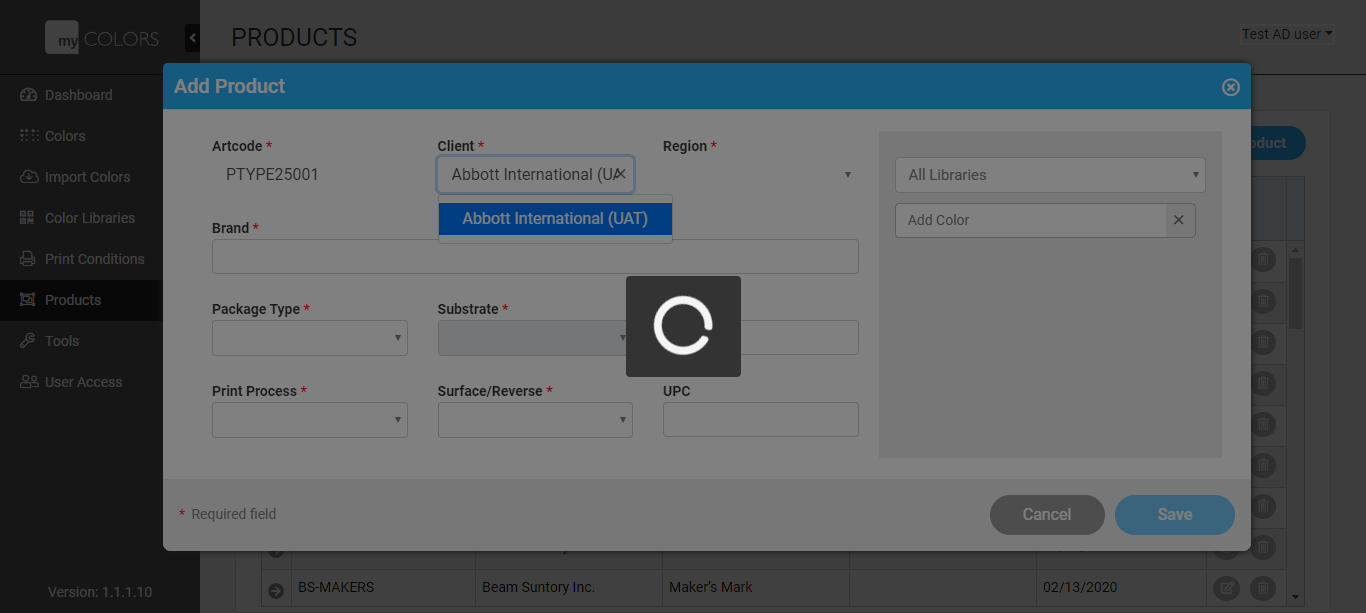 my COLORS
PRODUCTS
Test AD user
Dashboard
Colors
Import Colors
Color Libraries
Print Conditions
Products
Tools
User Access
Version: 1.1.1.10
Add Product
Artcode *
PTYPE25001
Client *
Abbott International (UA
Abbott International (UAT)
Region *
Brand *
Package Type *
Substrate *
Print Process *
Surface/Reverse *
UPC
All Libraries
Add Color
* Required field
Cancel
Save
oduct
BS-MAKERS
Beam Suntory Inc.
Maker's Mark
02/13/2020